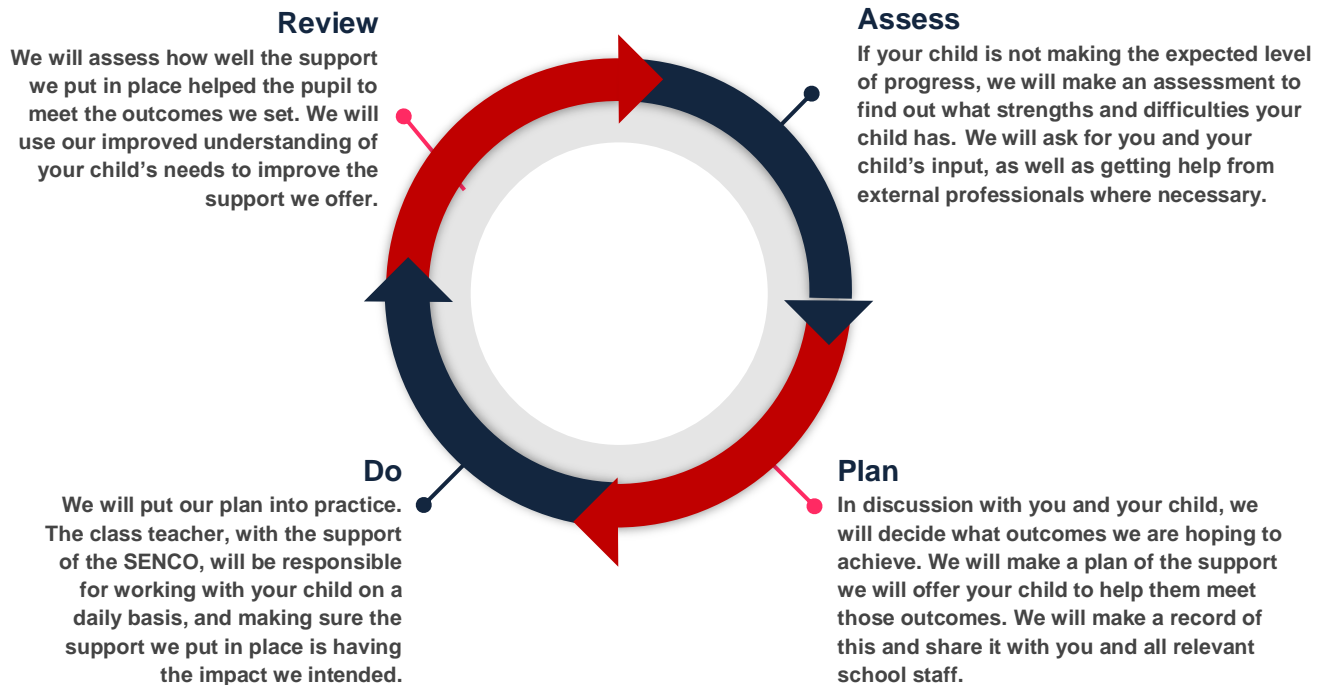 Review
We will assess how well the support
we put in place helped the pupil to
meet the outcomes we set. We will
use our improved understanding of
your child’s needs to improve the
support we offer.
Assess
If your child is not making the expected level
of progress, we will make an assessment to
find out what strengths and difficulties your
child has. We will ask for you and your
child’s input, as well as getting help from
external professionals where necessary.
Do
We will put our plan into practice.
The class teacher, with the support
of the SENCO, will be responsible
for working with your child on a
daily basis, and making sure the
support we put in place is having
the impact we intended.
Plan
In discussion with you and your child, we
will decide what outcomes we are hoping to
achieve. We will make a plan of the support
we will offer your child to help them meet
those outcomes. We will make a record of
this and share it with you and all relevant
school staff.